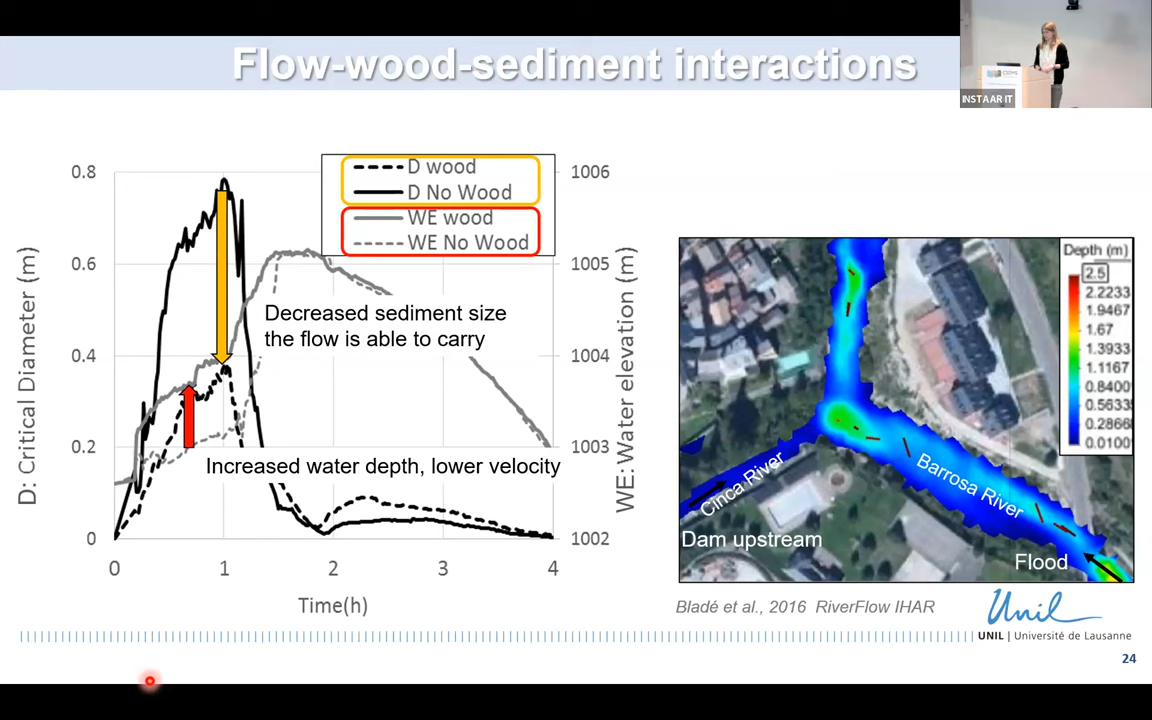 Flow-wood-sediment interactions
INSTAAR IT
D wood
D No Wood
WE wood
WE No Wood
0.8
0.6
0.4
0.2
0
D: Critical Diameter (m)
1006
1005
1004
1003
1002
WE: Water elevation (m)
Decreased sediment size
the flow is able to carry
Increased water depth, lower velocity
0 1 2 3 4
Time(h)
Depth (m)
2.5
2.2233
1.9467
1.67
1.3933
1.1167
0.84000
0.56333
0.28666
0.0100
Cinca River
Barrosa River
Dam upstream
Flood
Bladé et al., 2016 RiverFlow IHAR
Unil
UNIL | Université de Lausanne
24